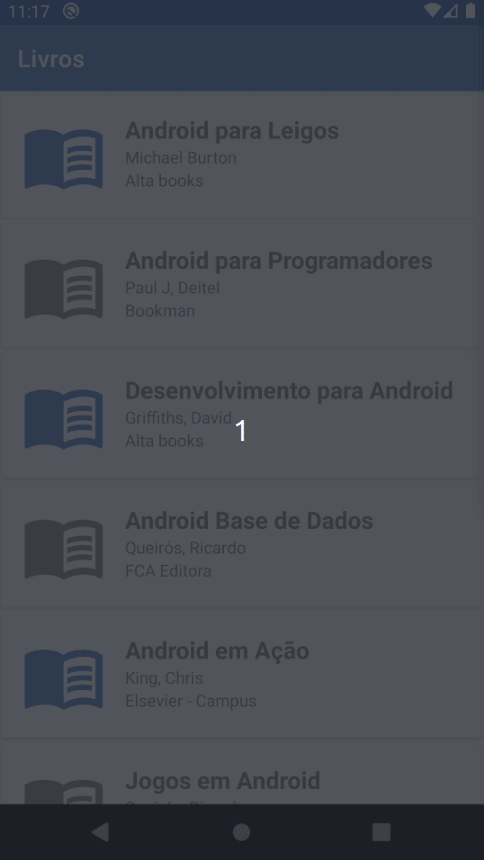 11:17
Livros
Android para Leigos
Michael Burton
Alta books
Android para Programadores
Paul J, Deitel
Bookman
Desenvolvimento para Android
Griffiths, David
1
Alta books
Android Base de Dados
Queirós, Ricardo
FCA Editora
Android em Ação
King, Chris
Elsevier - Campus
Jogos em Android